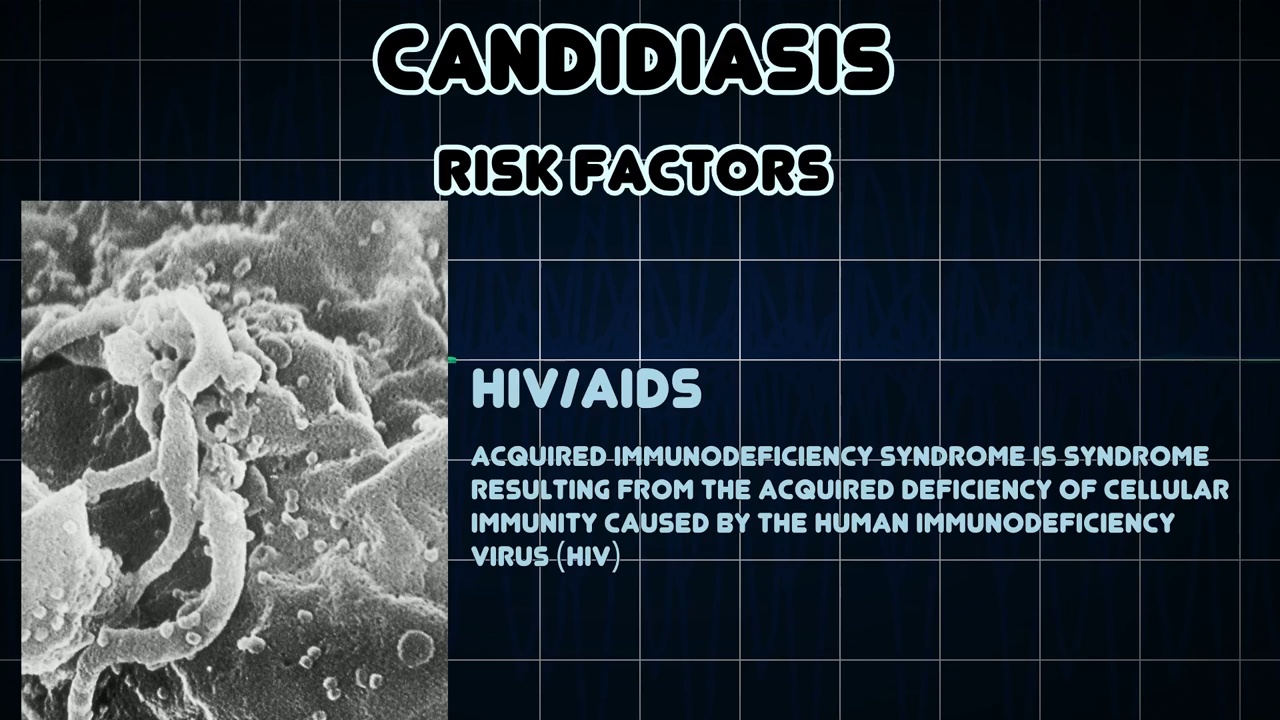 CANDIDIASIS
RISK FACTORS
HIV/AIDS
ACQUIRED IMMUNODEFICIENCY SYNDROME IS SYNDROME
RESULTING FROM THE ACQUIRED DEFICIENCY OF CELLULAR
IMMUNITY CAUSED BY THE HUMAN IMMUNODEFICIENCY
VIRUS (HIV)